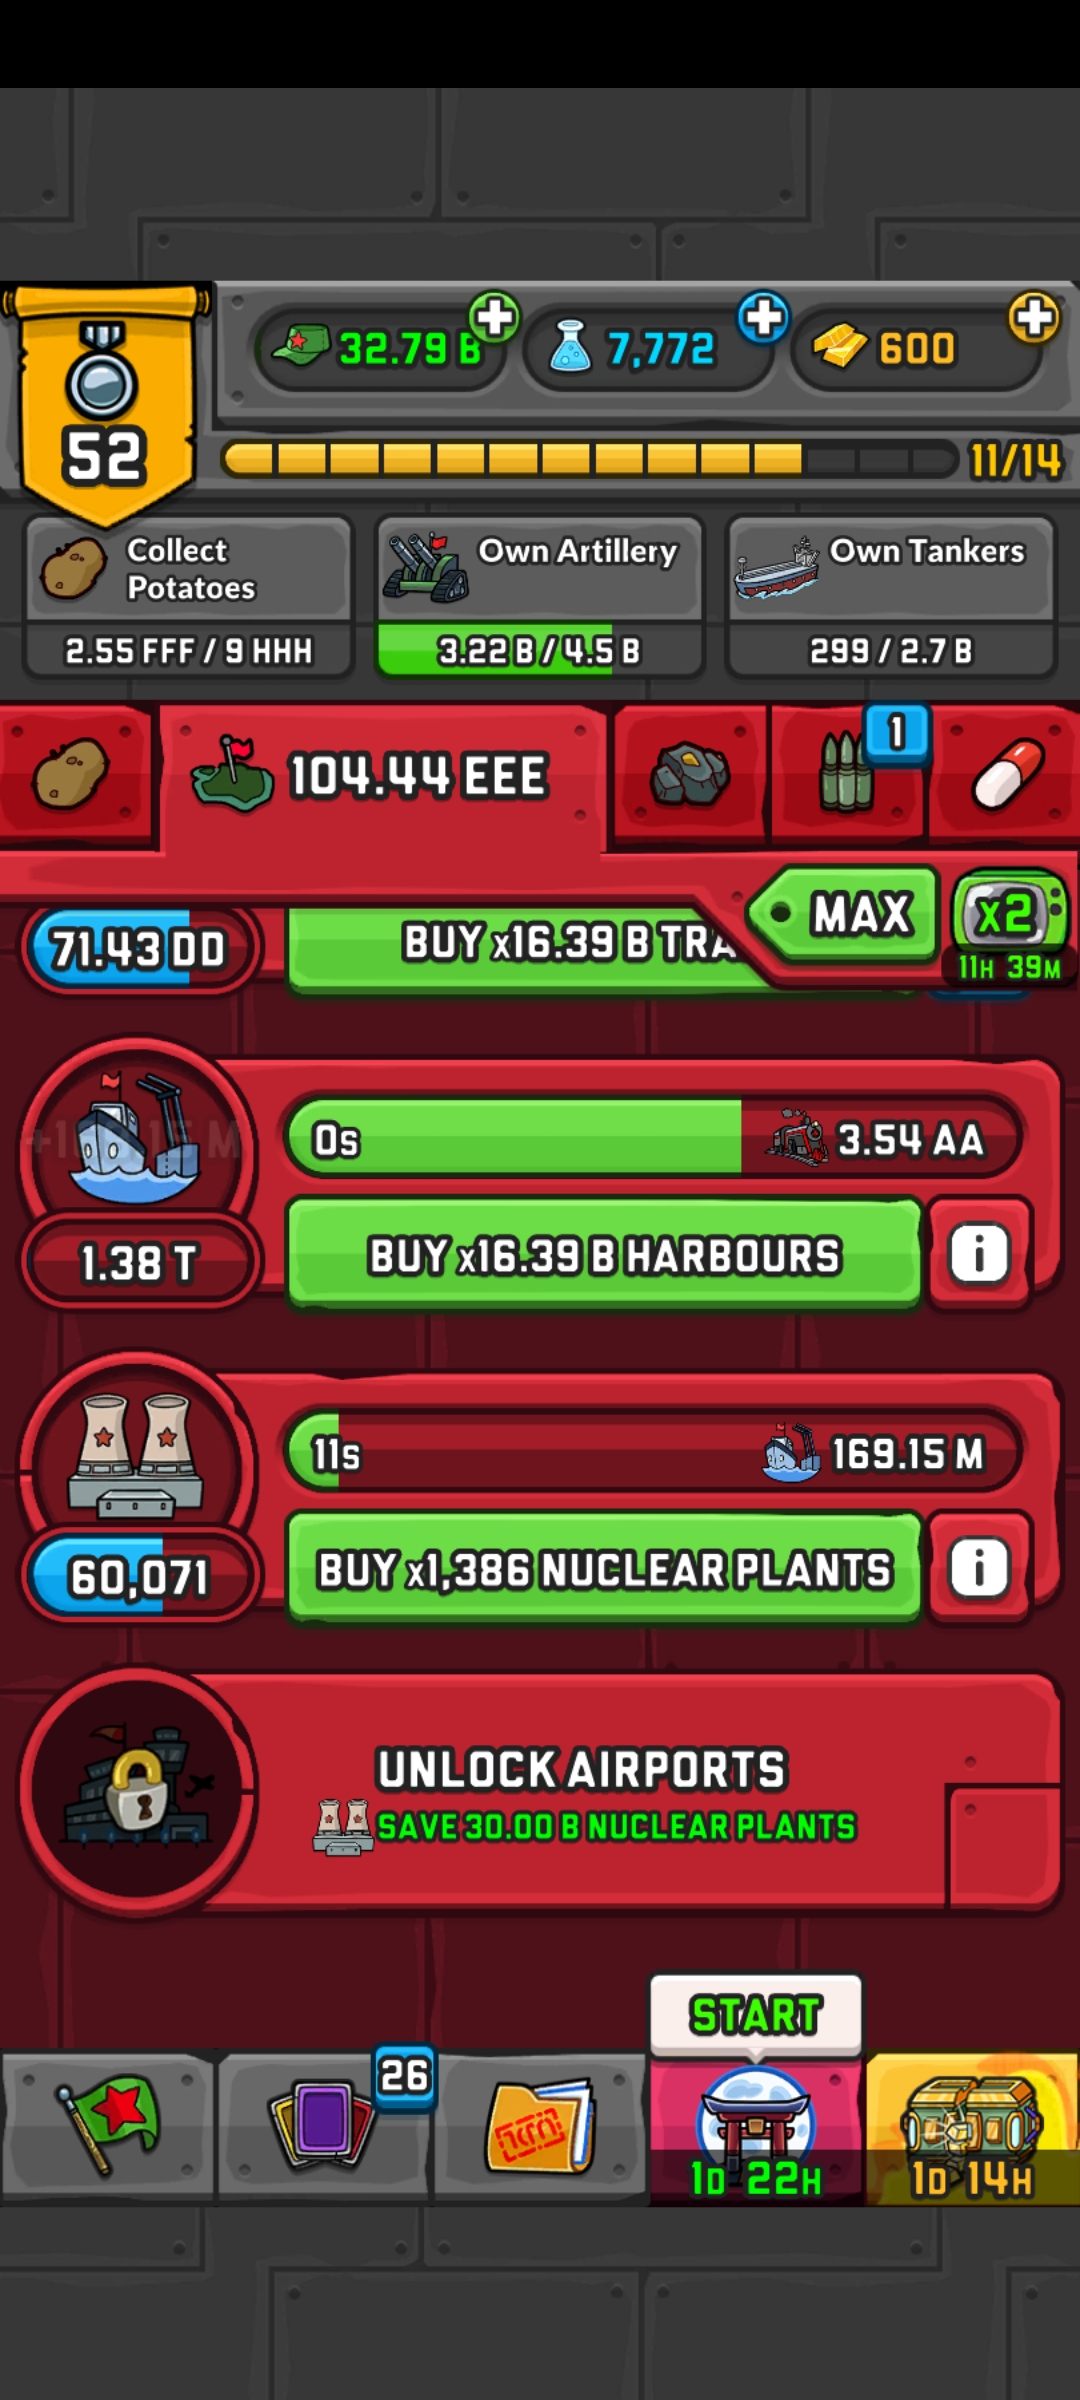 32.79 B
7,772
600
52
11/14
Collect
Potatoes
2.55 FFF / 9 HHH
Own Artillery
3.22 B / 4.5 B
Own Tankers
299 / 2.7 B
104.44 EEE
1
MAX
x2
11H 39M
71.43 DD
BUY x16.39 B TRA
0s
3.54 AA
1.38 T
BUY x16.39 B HARBOURS
i
11s
169.15 M
60,071
BUY x1,386 NUCLEAR PLANTS
i
UNLOCK AIRPORTS
SAVE 30.00 B NUCLEAR PLANTS
START
26
1D 22H
1D 14H